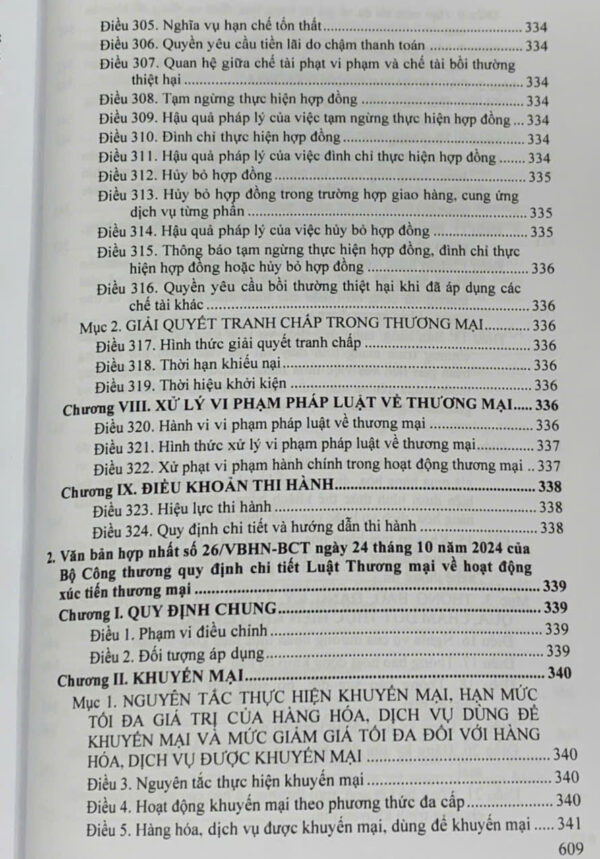 Điều 305. Nghĩa vụ hạn chế tổn thất ........ 334
Điều 306. Quyền yêu cầu tiền lãi do chậm thanh toán ........ 334
Điều 307. Quan hệ giữa chế tài phạt vi phạm và chế tài bồi thường
thiệt hại ........ 334
Điều 308. Tạm ngừng thực hiện hợp đồng ........ 334
Điều 309. Hậu quả pháp lý của việc tạm ngừng thực hiện hợp đồng ... 334
Điều 310. Đình chỉ thực hiện hợp đồng ........ 334
Điều 311. Hậu quả pháp lý của việc đình chỉ thực hiện hợp đồng ........ 334
Điều 312. Hủy bỏ hợp đồng ........ 335
Điều 313. Hủy bỏ hợp đồng trong trường hợp giao hàng, cung ứng
dịch vụ từng phần ........ 335
Điều 314. Hậu quả pháp lý của việc hủy bỏ hợp đồng ........ 335
Điều 315. Thông báo tạm ngừng thực hiện hợp đồng, đình chỉ thực
hiện hợp đồng hoặc hủy bỏ hợp đồng ........ 336
Điều 316. Quyền yêu cầu bồi thường thiệt hại khi đã áp dụng các
chế tài khác ........ 336
Mục 2. GIẢI QUYẾT TRANH CHẤP TRONG THƯƠNG MẠI ........ 336
Điều 317. Hình thức giải quyết tranh chấp ........ 336
Điều 318. Thời hạn khiếu nại ........ 336
Điều 319. Thời hiệu khởi kiện ........ 336
Chương VIII. XỬ LÝ VI PHẠM PHÁP LUẬT VỀ THƯƠNG MẠI ..... 336
Điều 320. Hành vi vi phạm pháp luật về thương mại ........ 336
Điều 321. Hình thức xử lý vi phạm pháp luật về thương mại ........ 337
Điều 322. Xử phạt vi phạm hành chính trong hoạt động thương mại .. 337
Chương IX. ĐIỀU KHOẢN THI HÀNH ........ 338
Điều 323. Hiệu lực thi hành ........ 338
Điều 324. Quy định chi tiết và hướng dẫn thi hành ........ 338
2. Văn bản hợp nhất số 26/VBHN-BCT ngày 24 tháng 10 năm 2024 của
Bộ Công thương quy định chi tiết Luật Thương mại về hoạt động
xúc tiến thương mại ........ 339
Chương I. QUY ĐỊNH CHUNG ........ 339
Điều 1. Phạm vi điều chỉnh ........ 339
Điều 2. Đối tượng áp dụng ........ 339
Chương II. KHUYẾN MẠI ........ 340
Mục 1. NGUYÊN TẮC THỰC HIỆN KHUYẾN MẠI, HẠN MỨC
TỐI ĐA GIÁ TRỊ CỦA HÀNG HÓA, DỊCH VỤ DÙNG ĐỂ
KHUYẾN MẠI VÀ MỨC GIẢM GIÁ TỐI ĐA ĐỐI VỚI HÀNG
HÓA, DỊCH VỤ ĐƯỢC KHUYẾN MẠI ........ 340
Điều 3. Nguyên tắc thực hiện khuyến mại ........ 340
Điều 4. Hoạt động khuyến mại theo phương thức đa cấp ........ 340
Điều 5. Hàng hóa, dịch vụ được khuyến mại, dùng để khuyến mại ..... 341
609